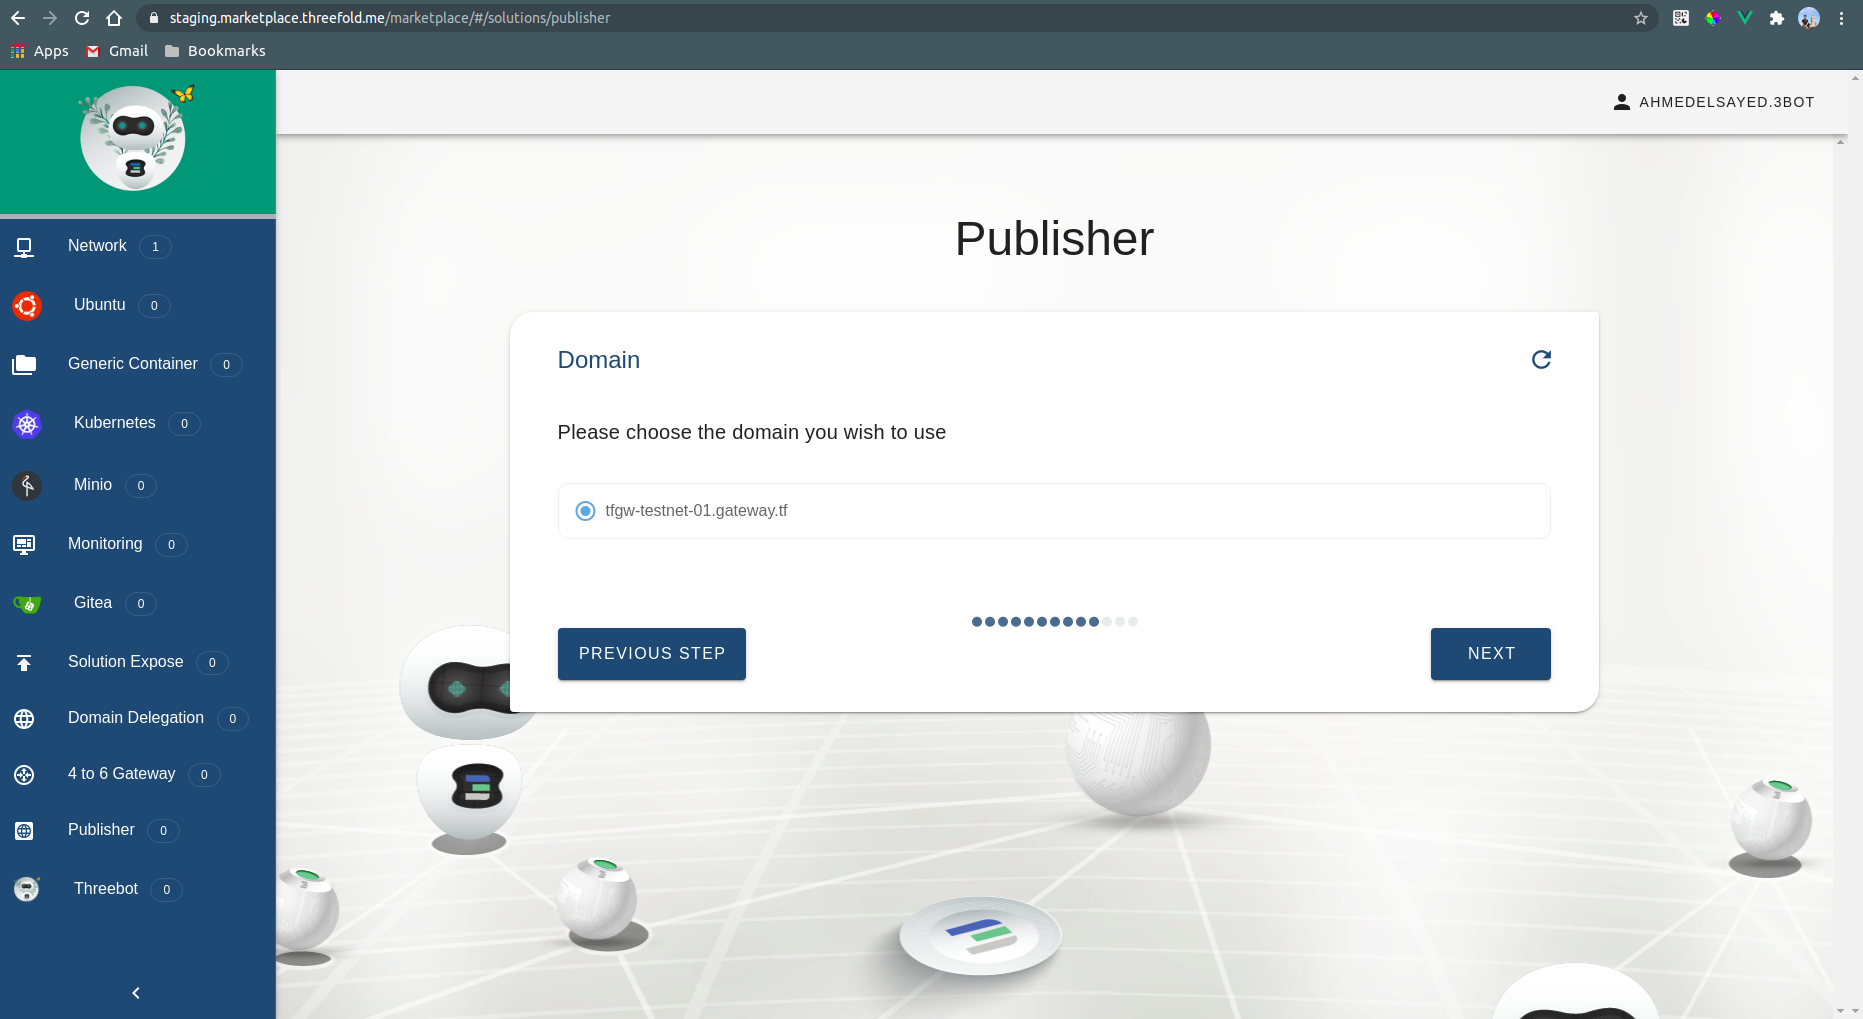 staging.marketplace.threefold.me/marketplace/#/solutions/publisher
Apps Gmail Bookmarks
AHMEDELSAYED.3BOT
Network 1
Ubuntu 0
Generic Container 0
Kubernetes 0
Minio 0
Monitoring 0
Gitea 0
Solution Expose 0
Domain Delegation 0
4 to 6 Gateway 0
Publisher 0
Threebot 0
Publisher
Domain
Please choose the domain you wish to use
tfgw-testnet-01.gateway.tf
PREVIOUS STEP
NEXT